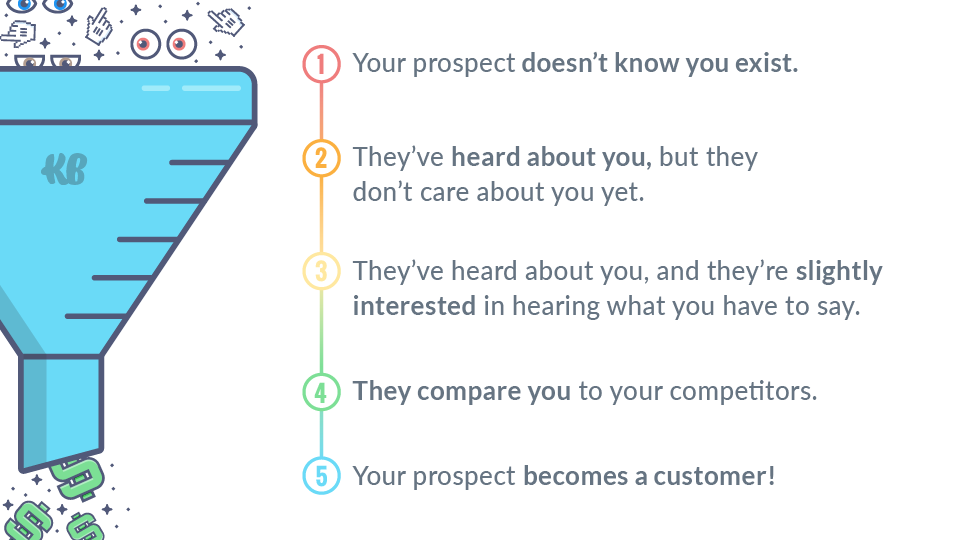 KB
1 Your prospect doesn’t know you exist.
2 They’ve heard about you, but they
don’t care about you yet.
3 They’ve heard about you, and they’re slightly
interested in hearing what you have to say.
4 They compare you to your competitors.
5 Your prospect becomes a customer!
$
$
$